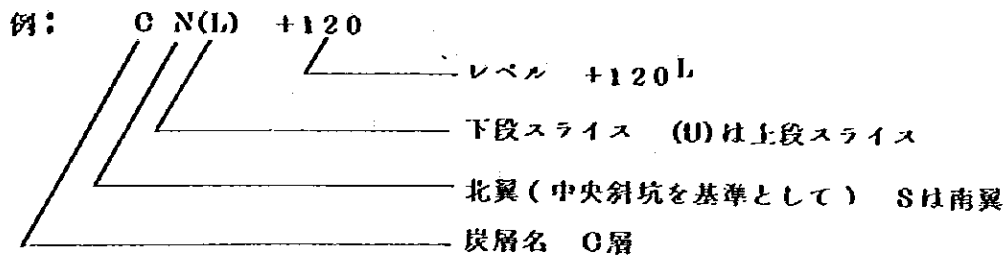 例： C N(L) +120
レベル +120L
下段スライス (U)は上段スライス
北翼(中央斜坑を基準として) Sは南翼
炭層名 C層